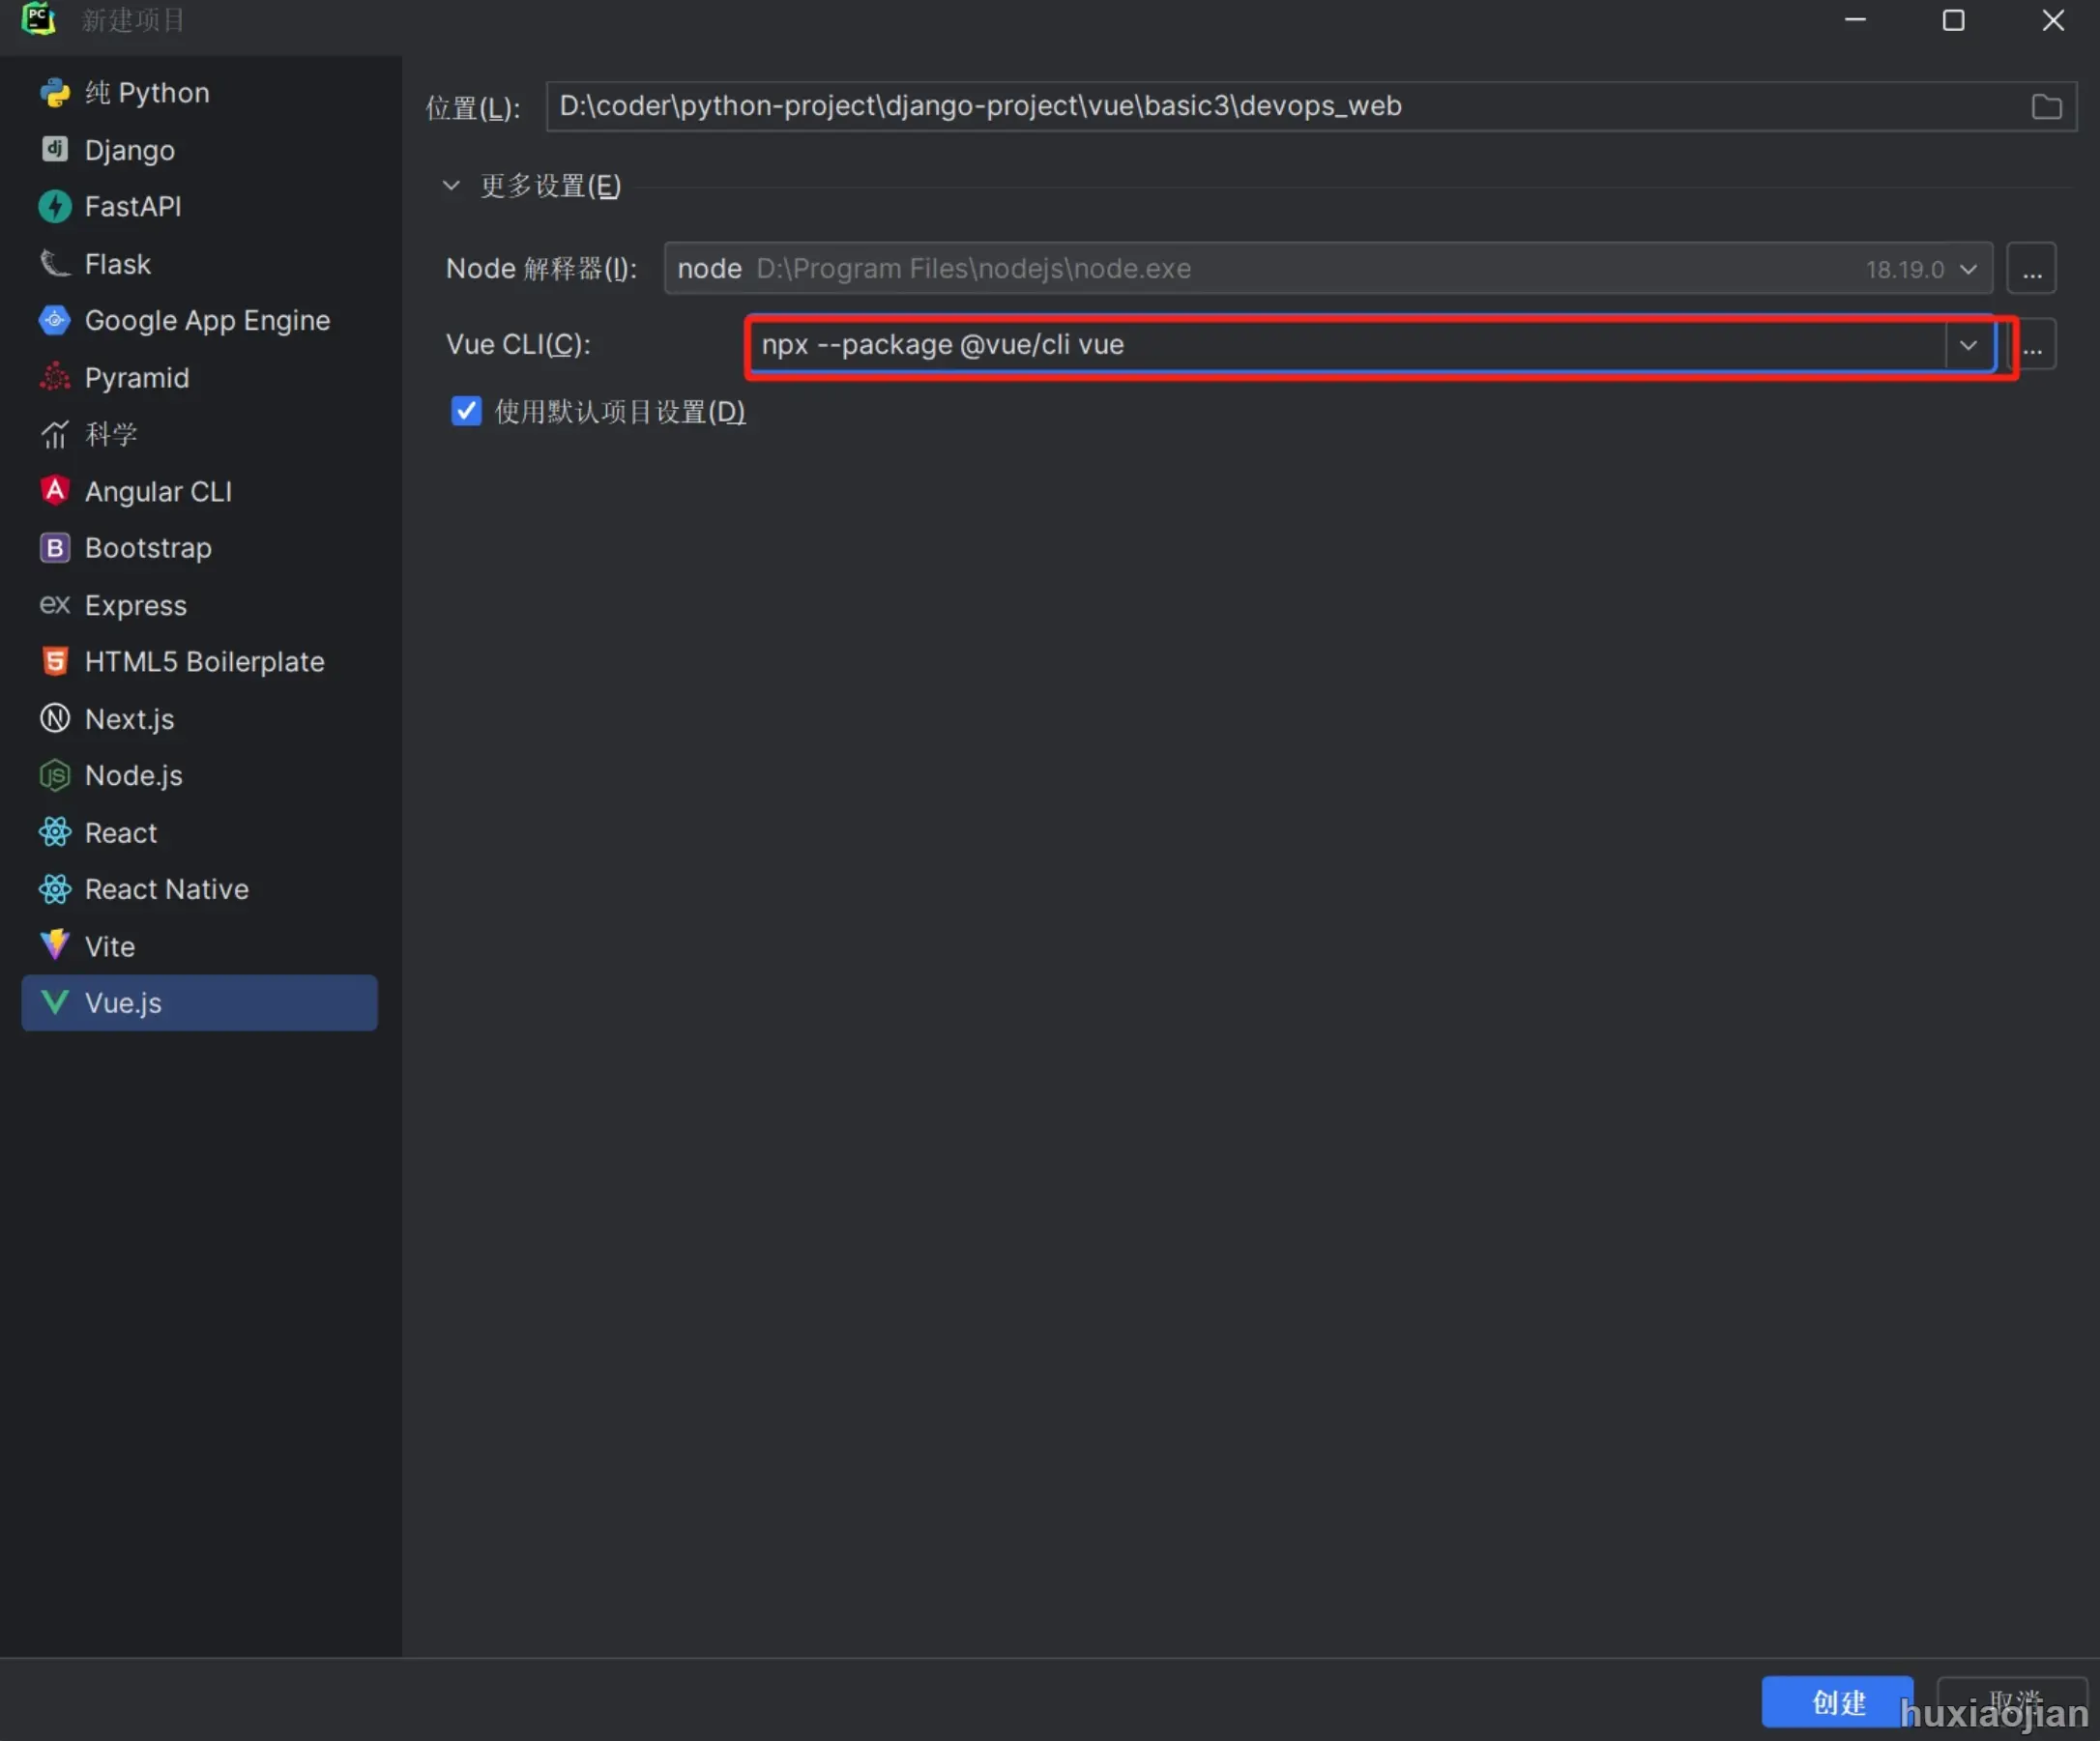 新建项目
纯 Python
Django
FastAPI
Flask
Google App Engine
Pyramid
科学
Angular CLI
Bootstrap
Express
HTML5 Boilerplate
Next.js
Node.js
React
React Native
Vite
Vue.js
位置(L): D:\coder\python-project\django-project\vue\basic3\devops_web
更多设置(E)
Node 解释器(I): node D:\Program Files\nodejs\node.exe 18.19.0 ...
Vue CLI(C): npx --package @vue/cli vue ...
使用默认项目设置(D)
创建 取消
huxiaojian